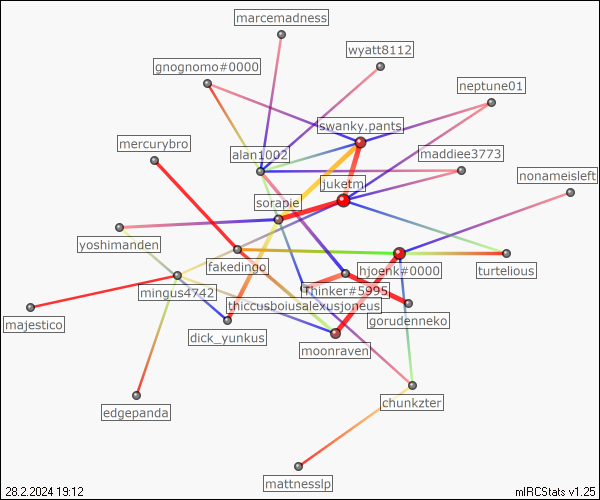 marcemadness
wyatt8112
gnognomo#0000
neptune01
swanky.pants
mercurybro
alan1002
maddiee3773
nonameisleft
juketm
sorapie
yoshimanden
fakedingo
hjoenk#0000
turtelious
Thinker#5995
mingus4742
thiccusboiusalexusjoneus
majestico
gorudenneko
dick_yunkus
moonraven
chunkzter
edgepanda
mattnesslp
28.2.2024 19:12
mIRCStats v1.25